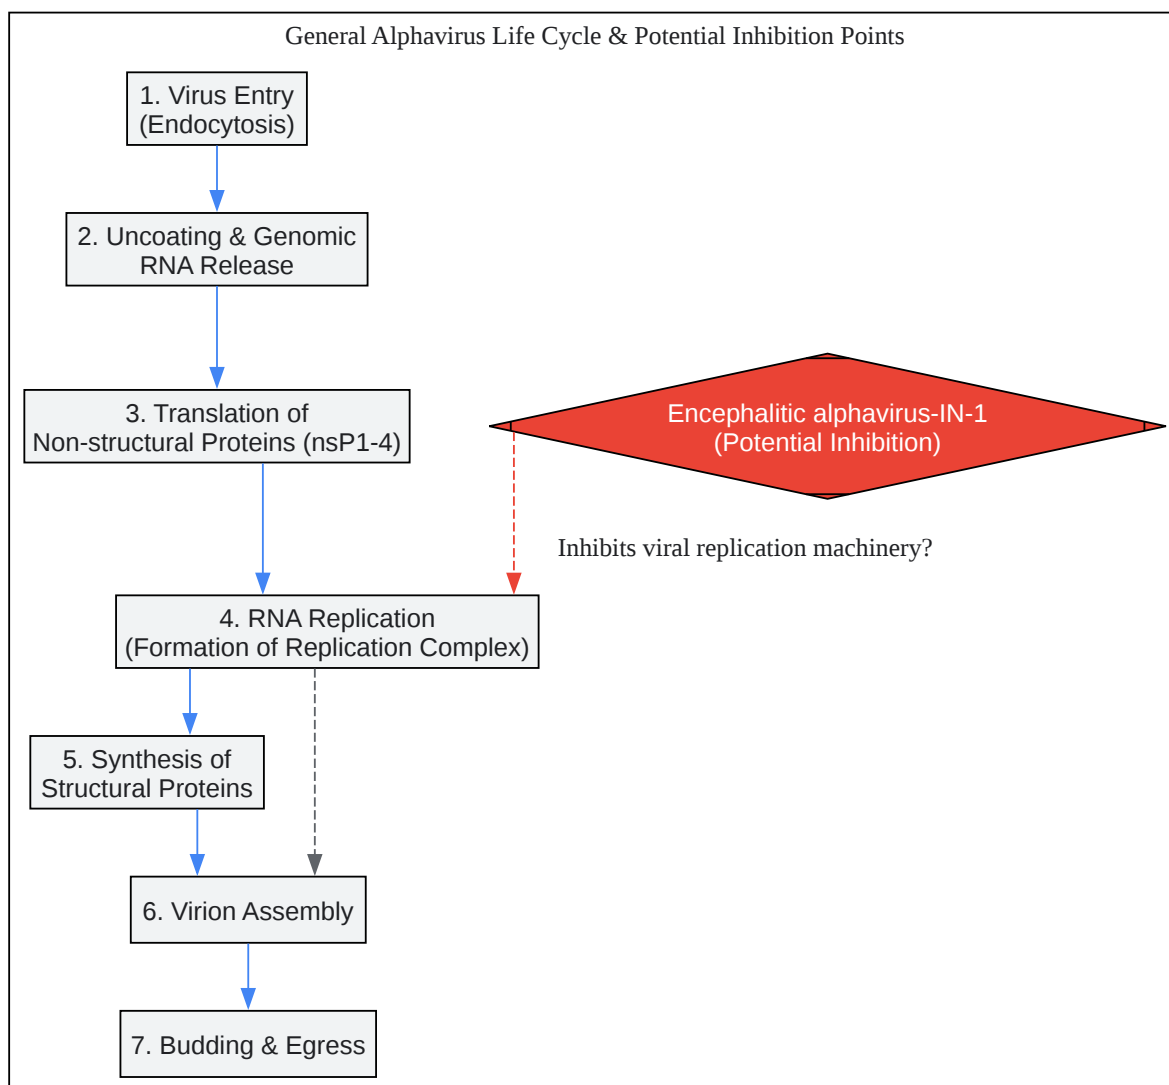 General Alphavirus Life Cycle & Potential Inhibition Points
1. Virus Entry
(Endocytosis)
2. Uncoating & Genomic
RNA Release
3. Translation of
Non-structural Proteins (nsP1-4)
Encephalitic alphavirus-IN-1
(Potential Inhibition)
Inhibits viral replication machinery?
4. RNA Replication
(Formation of Replication Complex)
5. Synthesis of
Structural Proteins
6. Virion Assembly
7. Budding & Egress